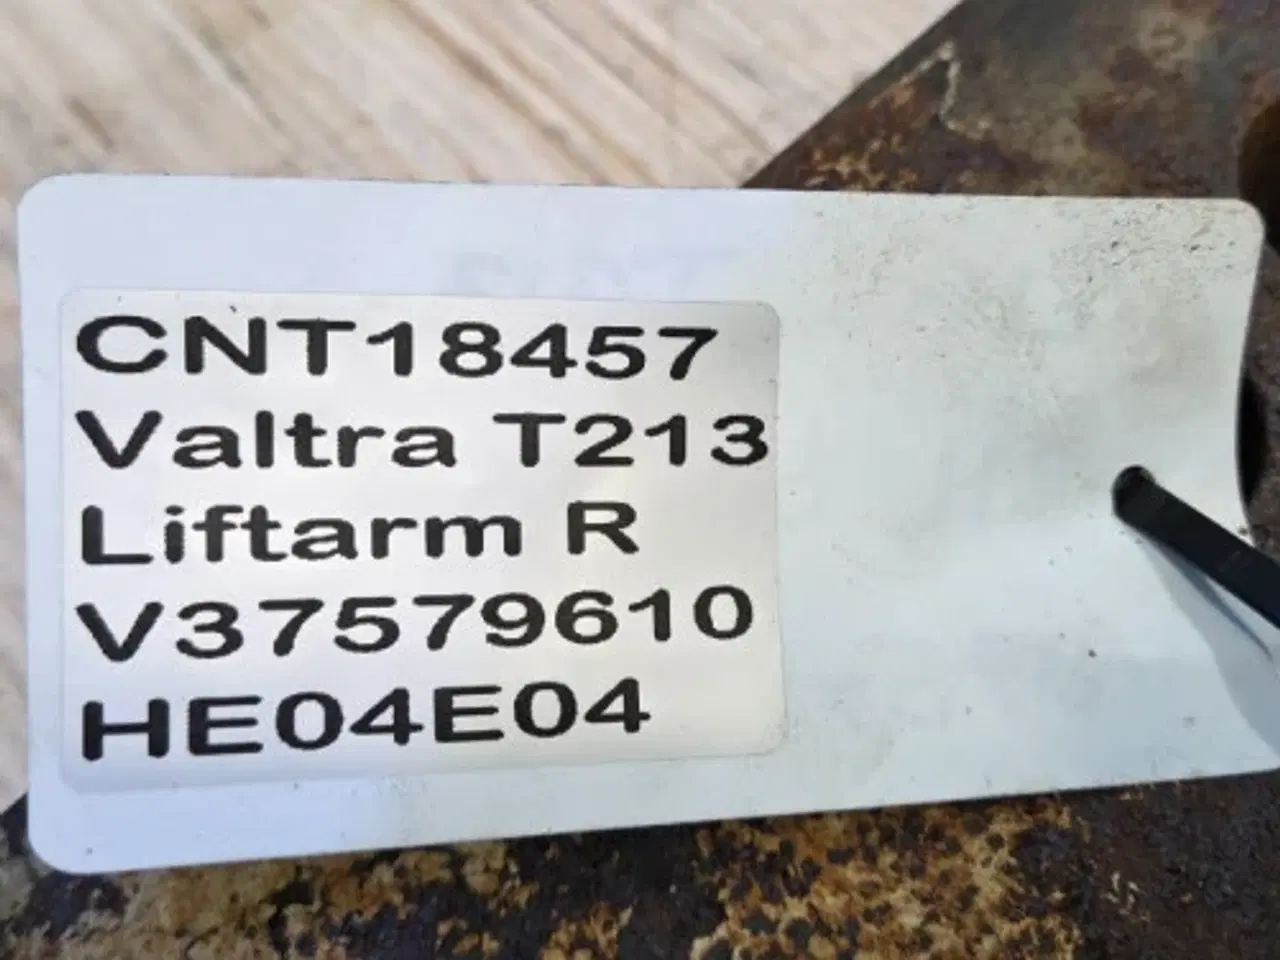 CNT18457
Valtra T213
Liftarm R
V37579610
HE04E04